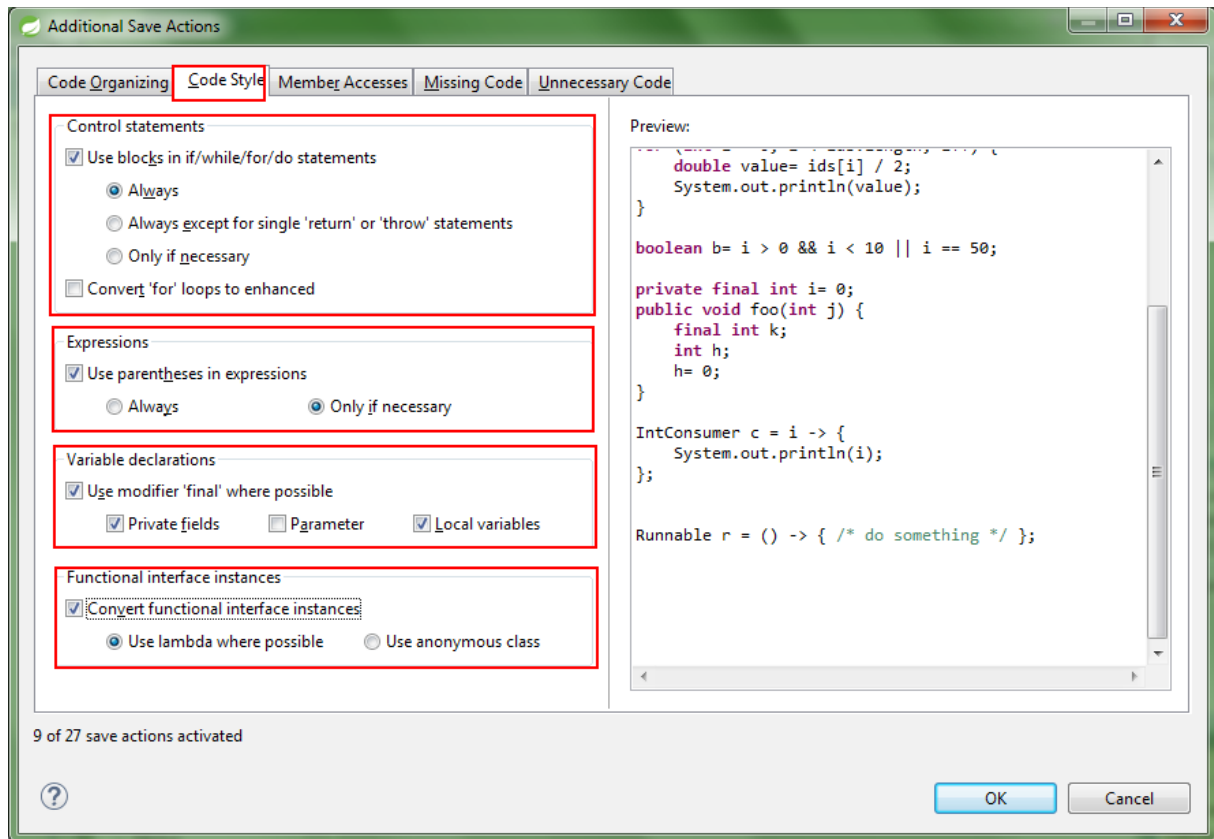 Additional Save Actions
Code Organizing Code Style Member Accesses Missing Code Unnecessary Code
Control statements
Use blocks in if/while/for/do statements
Always
Always except for single 'return' or 'throw' statements
Only if necessary
Convert 'for' loops to enhanced
Expressions
Use parentheses in expressions
Always Only if necessary
Variable declarations
Use modifier 'final' where possible
Private fields Parameter Local variables
Functional interface instances
Convert functional interface instances
Use lambda where possible Use anonymous class
Preview:
    double value= ids[i] / 2;
    System.out.println(value);
}
boolean b= i > 0 && i < 10 || i == 50;
private final int i= 0;
public void foo(int j) {
    final int k;
    int h;
    h= 0;
}
IntConsumer c = i -> {
    System.out.println(i);
};
Runnable r = () -> { /* do something */ };
9 of 27 save actions activated
?
OK Cancel